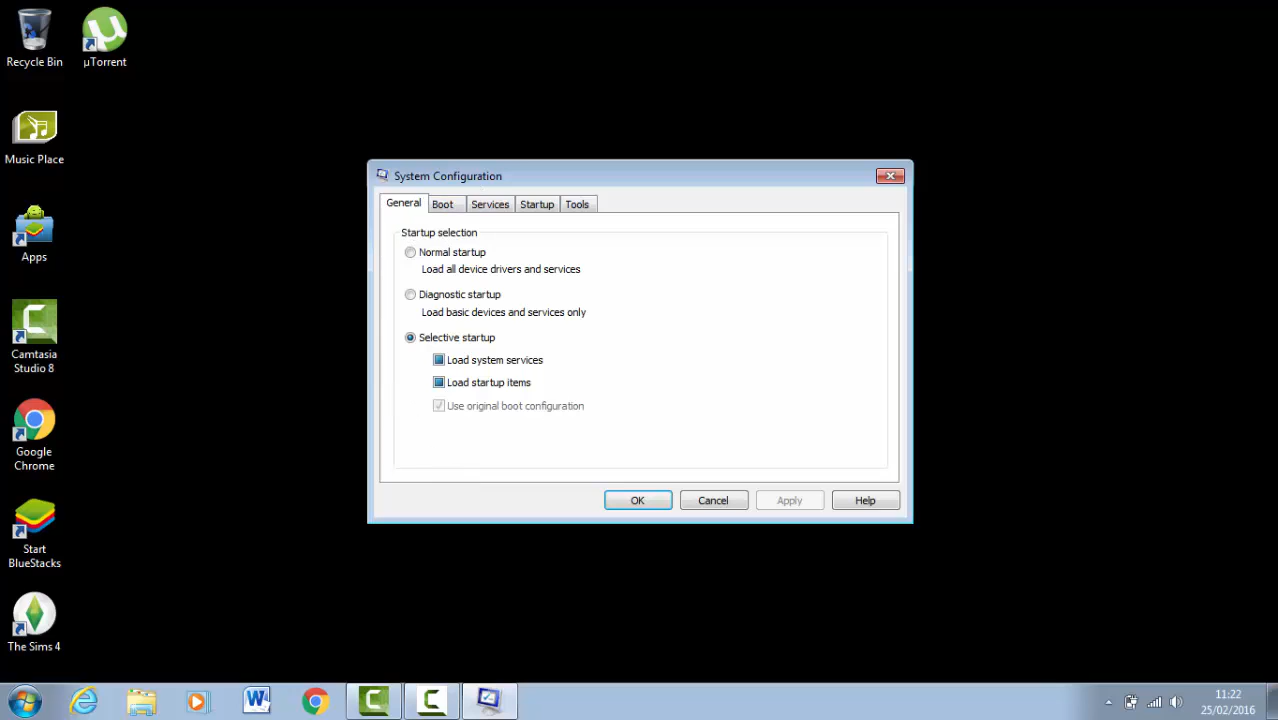 Recycle Bin
µTorrent
Music Place
Apps
Camtasia
Studio 8
Google
Chrome
Start
BlueStacks
The Sims 4
System Configuration
General Boot Services Startup Tools
Startup selection
Normal startup
Load all device drivers and services
Diagnostic startup
Load basic devices and services only
Selective startup
Load system services
Load startup items
Use original boot configuration
OK Cancel Apply Help
11:22
25/02/2016